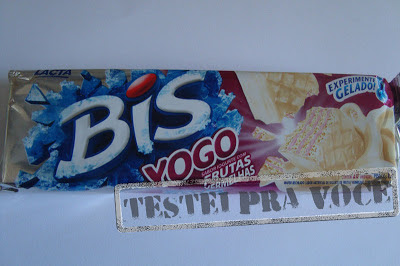 LACTA
BIS
EXPERIMENTE
GELADO!
YOGO
FRUTAS
VERMELHAS
TESTEI PRA VOCÊ